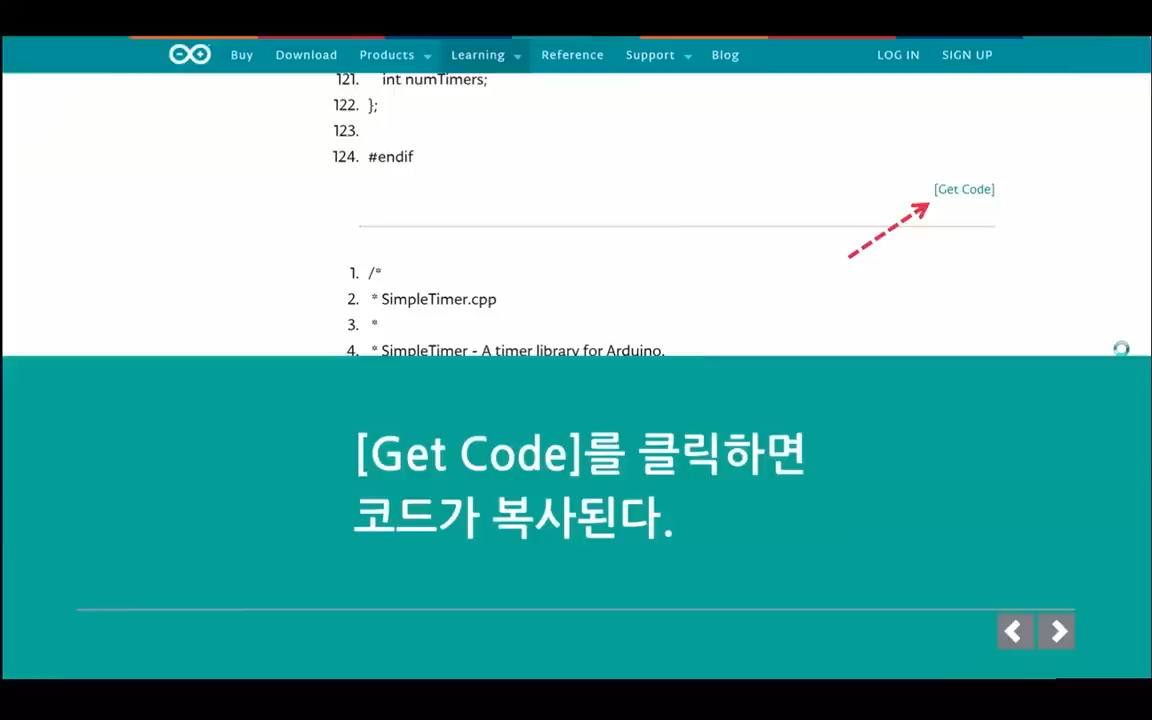 Buy Download Products Learning Reference Support Blog LOG IN SIGN UP
121. int numTimers;
122. };
123.
124. #endif
[Get Code]
1. /*
2. * SimpleTimer.cpp
3. *
4. * SimpleTimer - A timer library for Arduino.
[Get Code]를 클릭하면
코드가 복사된다.